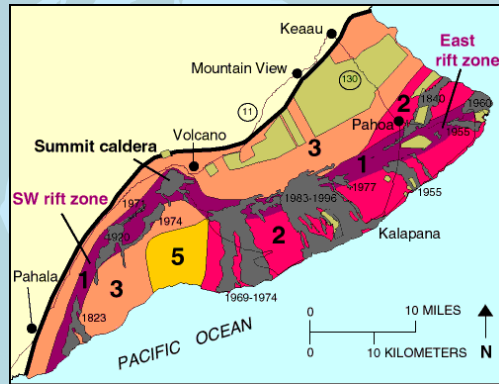 Keaau
East
rift zone
Mountain View
130
2
1840
1960
11
Pahoa
1955
Volcano
3
Summit caldera
1
1977
1955
SW rift zone
1971
1974
1983-1996
1920
Kalapana
5
2
1
3
Pahala
1969-1974
1823
0 10 MILES
0 10 KILOMETERS
N
PACIFIC OCEAN